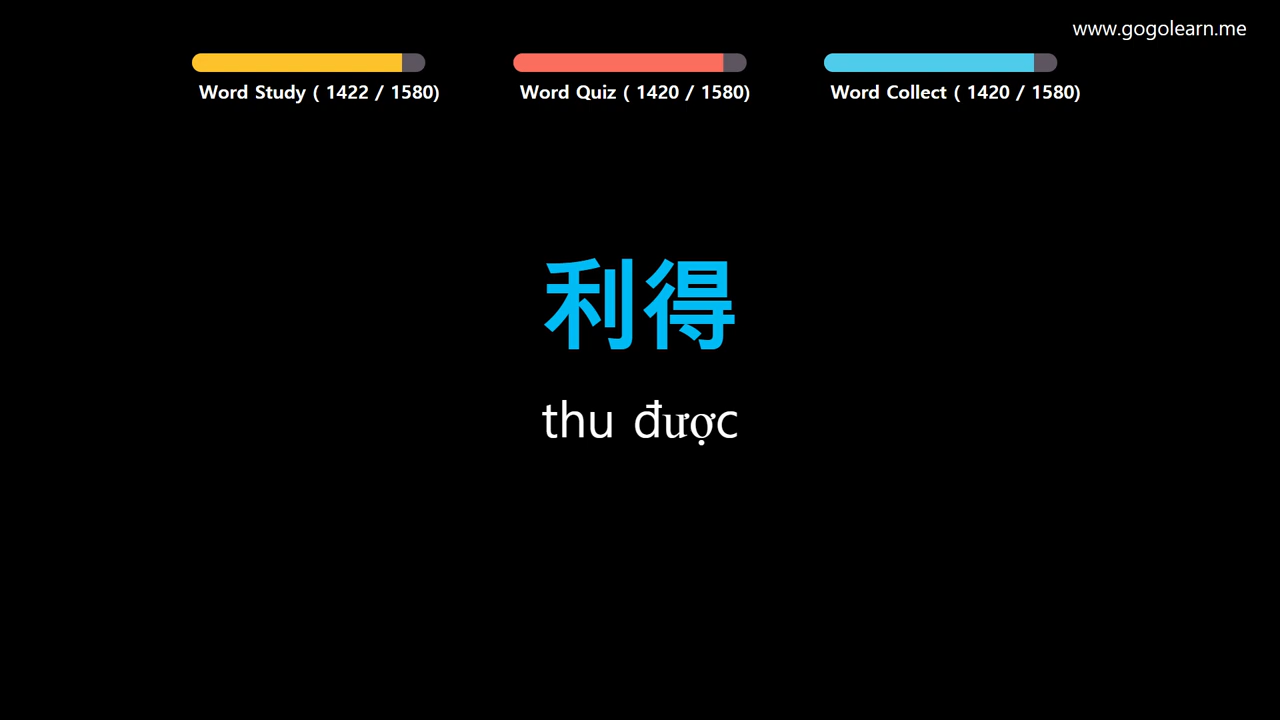 www.gogolearn.me
Word Study ( 1422 / 1580)
Word Quiz ( 1420 / 1580)
Word Collect ( 1420 / 1580)
利得
thu được